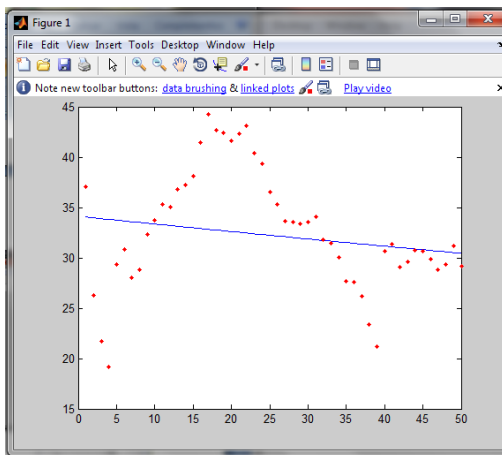 Figure 1
File Edit View Insert Tools Desktop Window Help
Note new toolbar buttons: data brushing & linked plots Play video
45
40
35
30
25
20
15
0 5 10 15 20 25 30 35 40 45 50